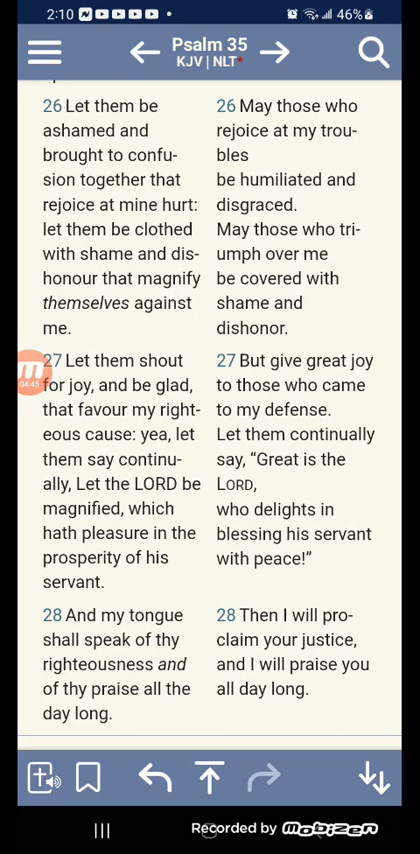 2:10
46%
Psalm 35
KJV | NLT*
26 Let them be
ashamed and
brought to confu-
sion together that
rejoice at mine hurt:
let them be clothed
with shame and dis-
honour that magnify
themselves against
me.
27 Let them shout
for joy, and be glad,
that favour my right-
eous cause: yea, let
them say continu-
ally, Let the LORD be
magnified, which
hath pleasure in the
prosperity of his
servant.
28 And my tongue
shall speak of thy
righteousness and
of thy praise all the
day long.
26 May those who
rejoice at my trou-
bles
be humiliated and
disgraced.
May those who tri-
umph over me
be covered with
shame and
dishonor.
27 But give great joy
to those who came
to my defense.
Let them continually
say, “Great is the
LORD,
who delights in
blessing his servant
with peace!”
28 Then I will pro-
claim your justice,
and I will praise you
all day long.
m
04:45
Recorded by mobizen